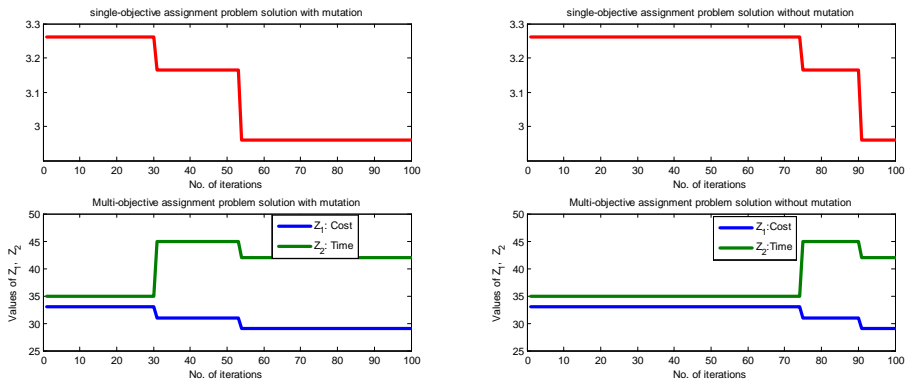 single-objective assignment problem solution with mutation
3.3
3.2
3.1
3
0 10 20 30 40 50 60 70 80 90 100
No. of iterations
single-objective assignment problem solution without mutation
3.3
3.2
3.1
3
0 10 20 30 40 50 60 70 80 90 100
No. of iterations
Multi-objective assignment problem solution with mutation
50
45
40
35
30
25
Values of Z1, Z2
Z1: Cost
Z2: Time
0 10 20 30 40 50 60 70 80 90 100
No. of iterations
Multi-objective assignment problem solution without mutation
50
45
40
35
30
25
Z1:Cost
Z2:Time
0 10 20 30 40 50 60 70 80 90 100
No. of iterations